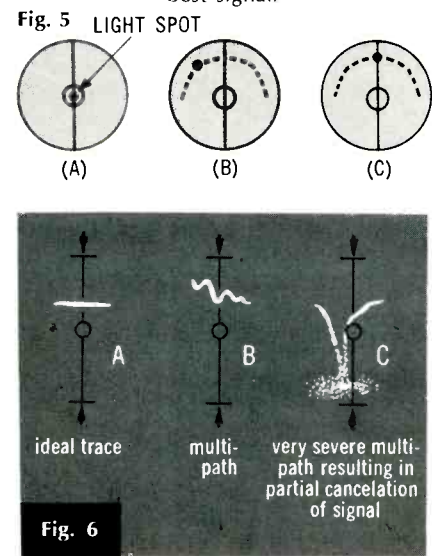 best signal.
Fig. 5 LIGHT SPOT
(A) (B) (C)
A B C
ideal trace
multi-
path
very severe multi-
path resulting in
partial cancelation
of signal
Fig. 6